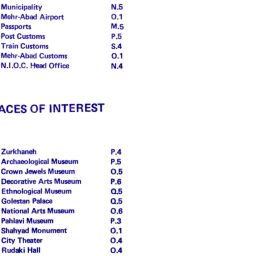 Municipality N.5
Mehr-Abad Airport O.1
Passports M.5
Post Customs P.5
Train Customs S.4
Mehr-Abad Customs O.1
N.I.O.C. Head Office N.4
ACES OF INTEREST
Zurkhaneh P.4
Archaeological Museum P.5
Crown Jewels Museum O.5
Decorative Arts Museum P.6
Ethnological Museum Q.5
Golestan Palace Q.5
National Arts Museum O.6
Pahlavi Museum P.3
Shahyad Monument O.1
City Theater O.4
Rudaki Hall O.4